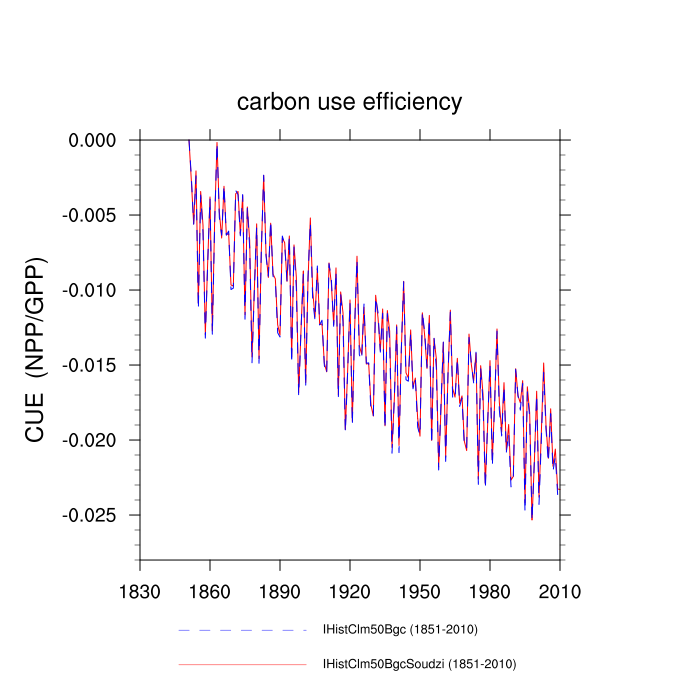 carbon use efficiency
CUE (NPP/GPP)
0.000
-0.005
-0.010
-0.015
-0.020
-0.025
1830 1860 1890 1920 1950 1980 2010
IHistClm50Bgc (1851-2010)
IHistClm50BgcSoudzi (1851-2010)